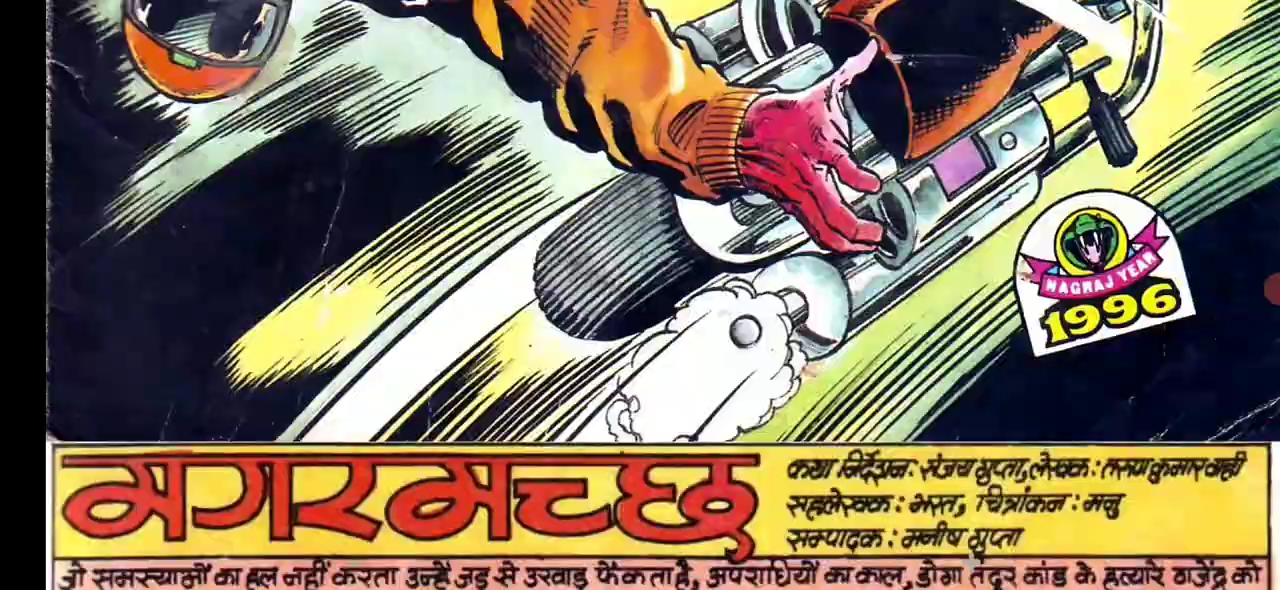 NAGRAJ YEAR
1996
मगरमच्छ
कथा निर्देशन: संजय गुप्ता, लेखक: तरुण कुमार वाही
सहलेखक: भरत, चित्रांकन: मनु
सम्पादक: मनीष गुप्ता
जो समस्याओं का हल नहीं करता उन्हें जड़ से उखाड़ फेंकता है, अपराधियों का काल, डोगा तंदूर कांड के हत्यारे गजेंद्र को